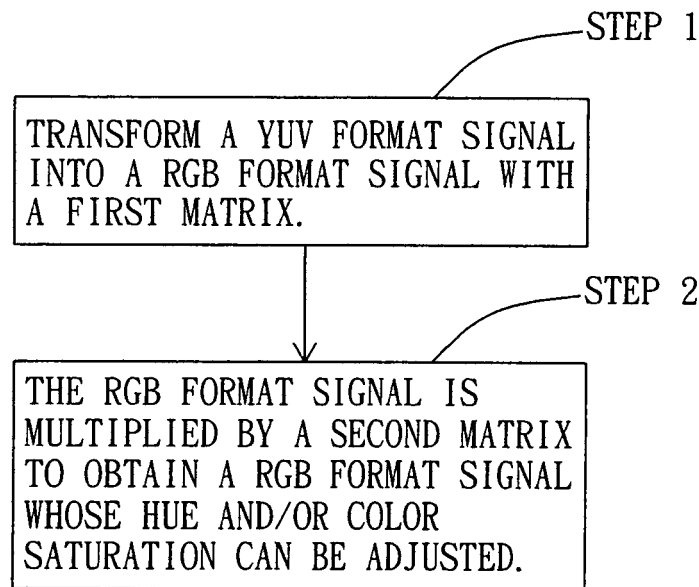 STEP 1
TRANSFORM A YUV FORMAT SIGNAL
INTO A RGB FORMAT SIGNAL WITH
A FIRST MATRIX.
STEP 2
THE RGB FORMAT SIGNAL IS
MULTIPLIED BY A SECOND MATRIX
TO OBTAIN A RGB FORMAT SIGNAL
WHOSE HUE AND/OR COLOR
SATURATION CAN BE ADJUSTED.